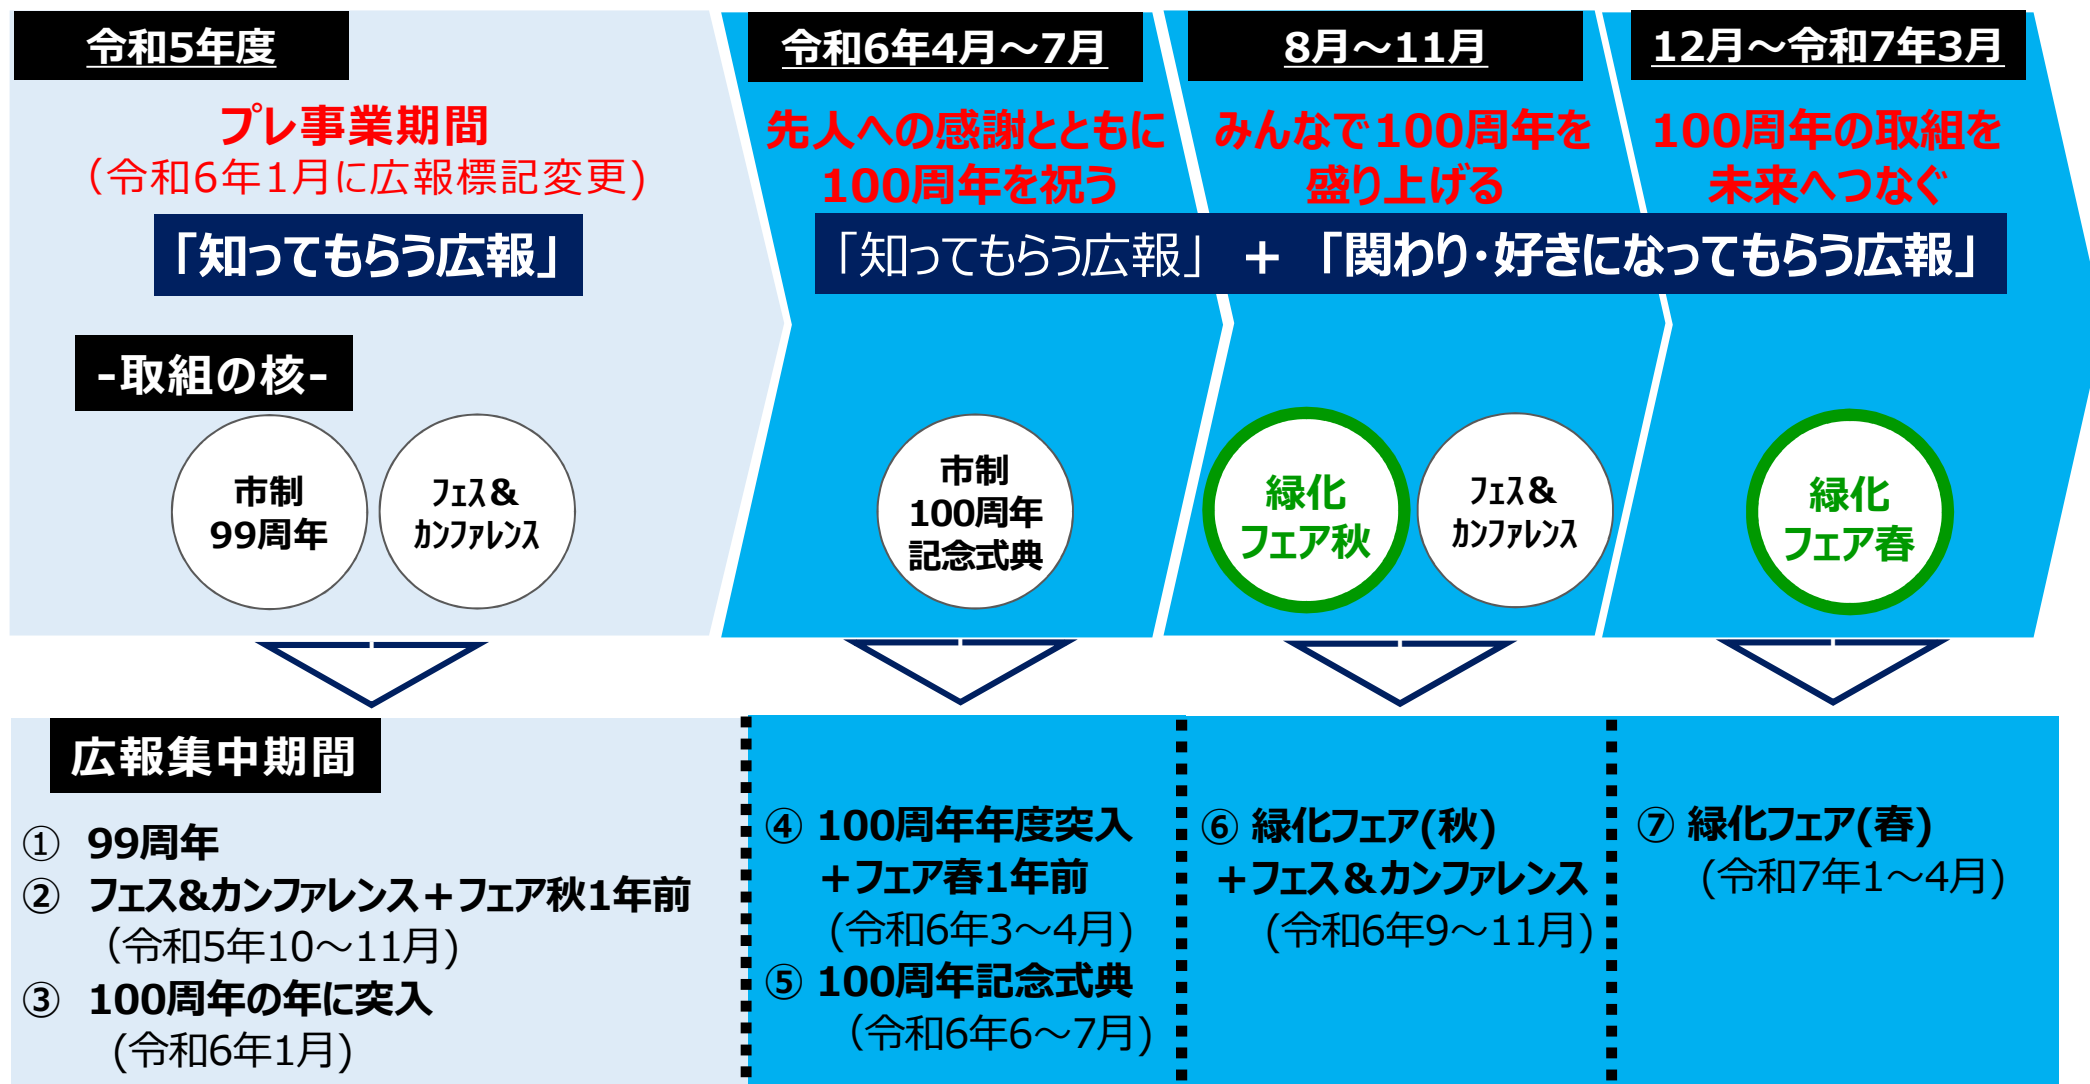 令和5年度
プレ事業期間
（令和6年1月に広報標記変更)
「知ってもらう広報」
令和6年4月～7月
先人への感謝とともに
100周年を祝う
8月～11月
みんなで100周年を
盛り上げる
12月～令和7年3月
100周年の取組を
未来へつなぐ
「知ってもらう広報」 + 「関わり・好きになってもらう広報」
-取組の核-
市制
99周年
フェス&
カンファレンス
市制
100周年
記念式典
緑化
フェア秋
フェス&
カンファレンス
緑化
フェア春
広報集中期間
① 99周年
② フェス&カンファレンス+フェア秋1年前
（令和5年10～11月)
③ 100周年の年に突入
(令和6年1月)
④ 100周年年度突入
+フェア春1年前
(令和6年3～4月)
⑤ 100周年記念式典
（令和6年6～7月)
⑥ 緑化フェア(秋)
+フェス&カンファレンス
(令和6年9～11月)
⑦ 緑化フェア(春)
(令和7年1～4月)